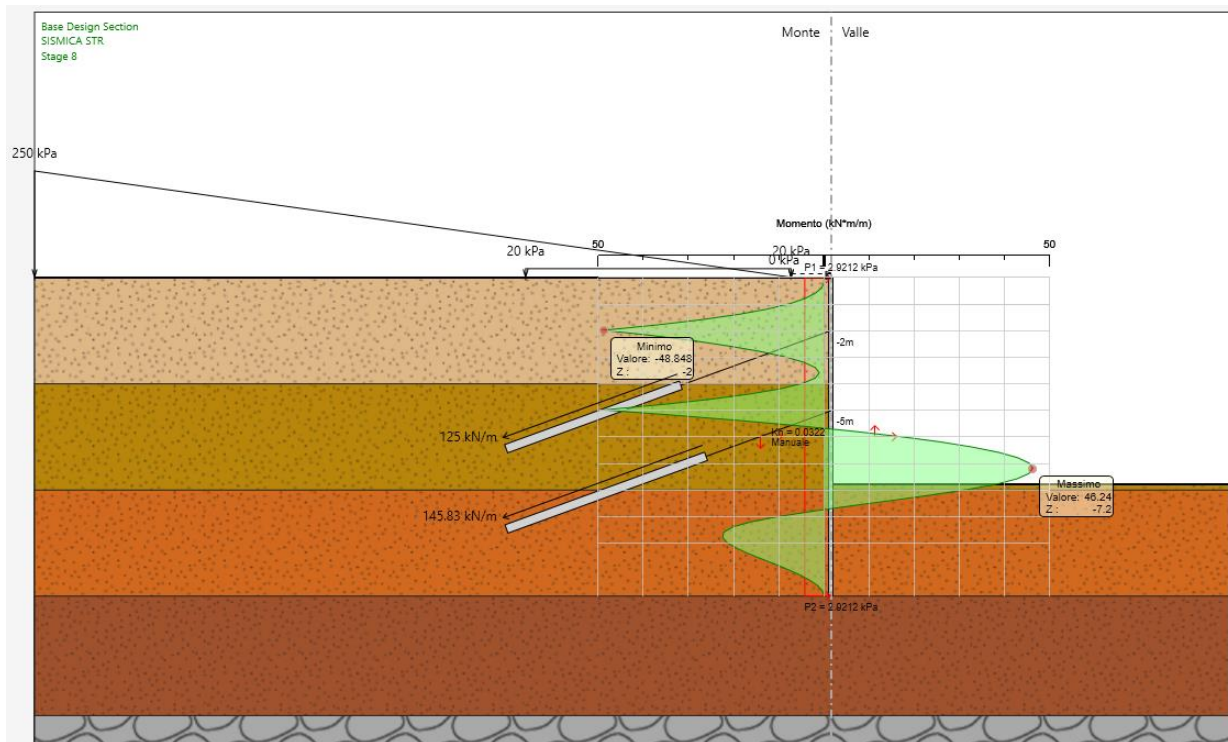 Base Design Section
SISMICA STR
Stage 8
Monte
Valle
250 kPa
Momento (kN*m/m)
50
50
20 kPa
20 kPa
0 kPa
P1 = 2.9212 kPa
-2m
Minimo
Valore: -48.848
Z : -2
125 kN/m
-5m
Kh = 0.0322
Manuale
Massimo
Valore: 46.24
Z : -7.2
145.83 kN/m
P2 = 2.9212 kPa